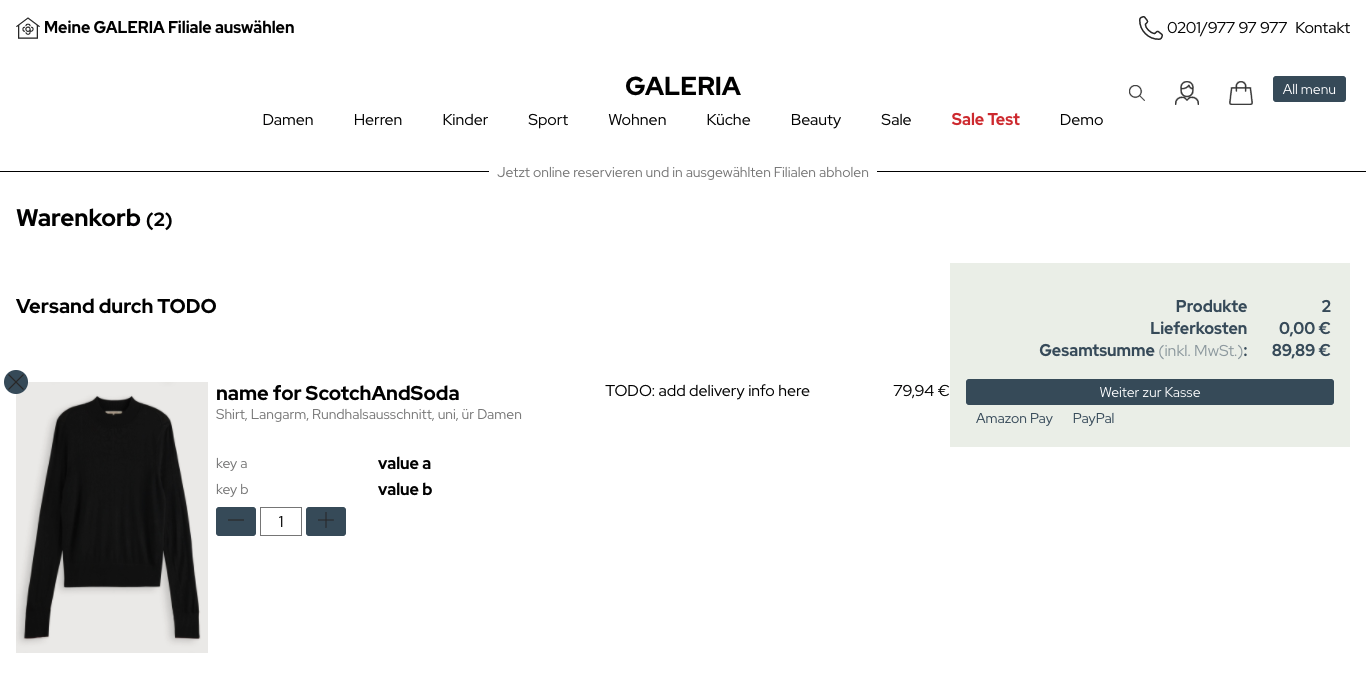 Meine GALERIA Filiale auswählen
0201/977 97 977 Kontakt
GALERIA
All menu
Damen Herren Kinder Sport Wohnen Küche Beauty Sale Sale Test Demo
Jetzt online reservieren und in ausgewählten Filialen abholen
Warenkorb (2)
Versand durch TODO
name for ScotchAndSoda
Shirt, Langarm, Rundhalsausschnitt, uni, ür Damen
TODO: add delivery info here
79,94 €
key a value a
key b value b
1
Produkte 2
Lieferkosten 0,00 €
Gesamtsumme (inkl. MwSt.): 89,89 €
Weiter zur Kasse
Amazon Pay PayPal